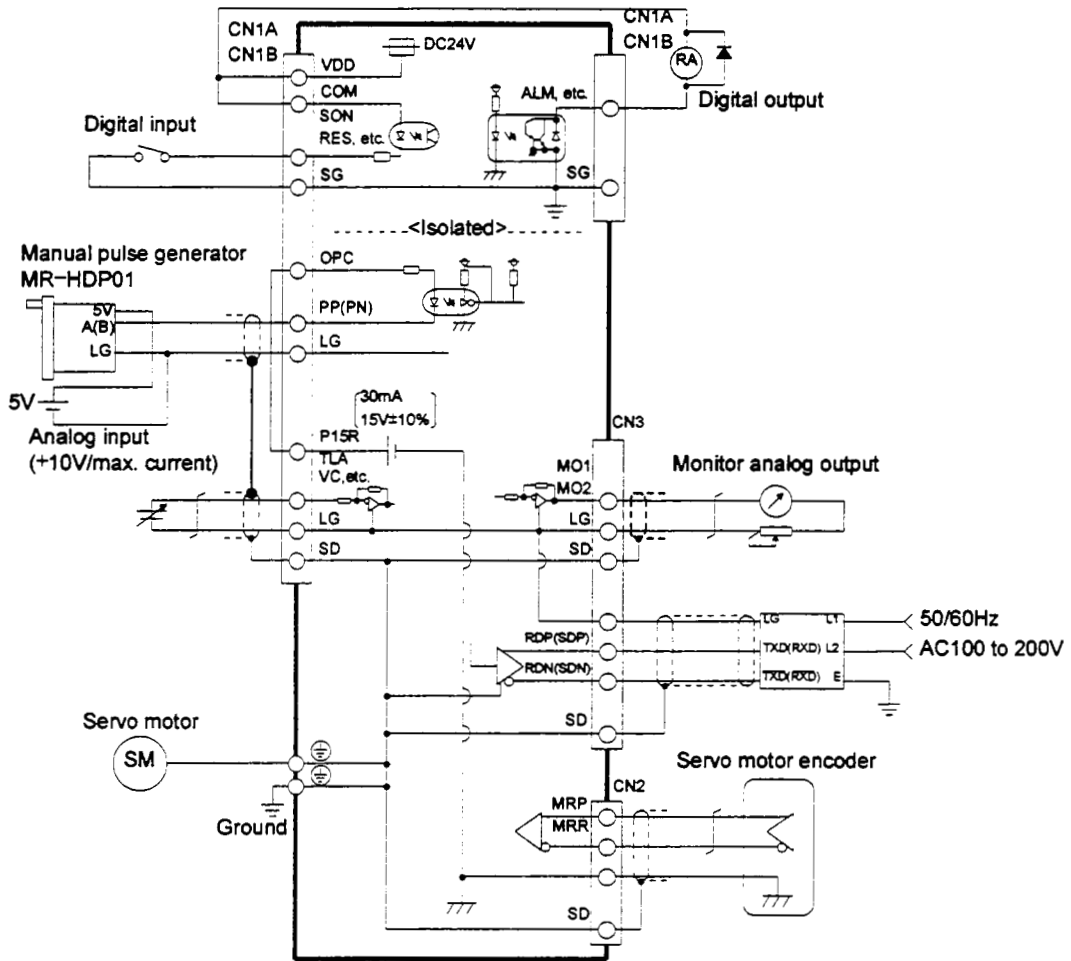 CN1A
CN1B
DC24V
CN1A
CN1B
RA
VDD
COM
SON
RES, etc.
ALM, etc.
Digital output
Digital input
SG
SG
<Isolated>
Manual pulse generator
MR-HDP01
OPC
5V
A(B)
LG
PP(PN)
LG
5V
30mA
15V±10%
CN3
Analog input
(+10V/max. current)
P15R
TLA
VC,etc.
MO1
MO2
Monitor analog output
LG
LG
SD
SD
LG
L1
50/60Hz
RDP(SDP)
TXD(RXD)
L2
AC100 to 200V
RDN(SDN)
TXD(RXD)
E
SD
Servo motor
SM
Servo motor encoder
CN2
Ground
MRP
MRR
SD